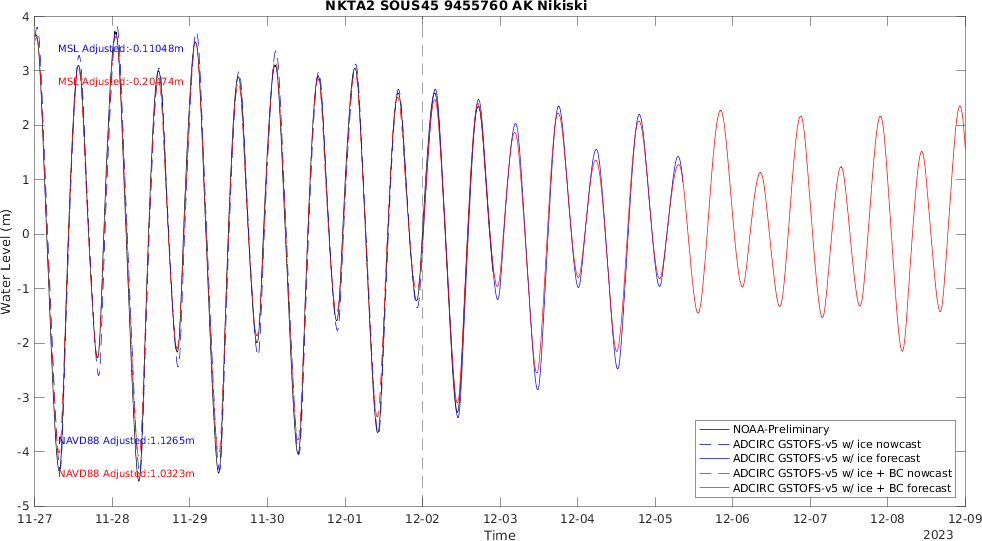 NKTA2 SOUS45 9455760 AK Nikiski
Water Level (m)
4
3
2
1
0
-1
-2
-3
-4
-5
MSL Adjusted:-0.11048m
MSL Adjusted:-0.20474m
NAVD88 Adjusted:1.1265m
NAVD88 Adjusted:1.0323m
NOAA-Preliminary
ADCIRC GSTOFS-v5 w/ ice nowcast
ADCIRC GSTOFS-v5 w/ ice forecast
ADCIRC GSTOFS-v5 w/ ice + BC nowcast
ADCIRC GSTOFS-v5 w/ ice + BC forecast
11-27 11-28 11-29 11-30 12-01 12-02 12-03 12-04 12-05 12-06 12-07 12-08 12-09
Time
2023